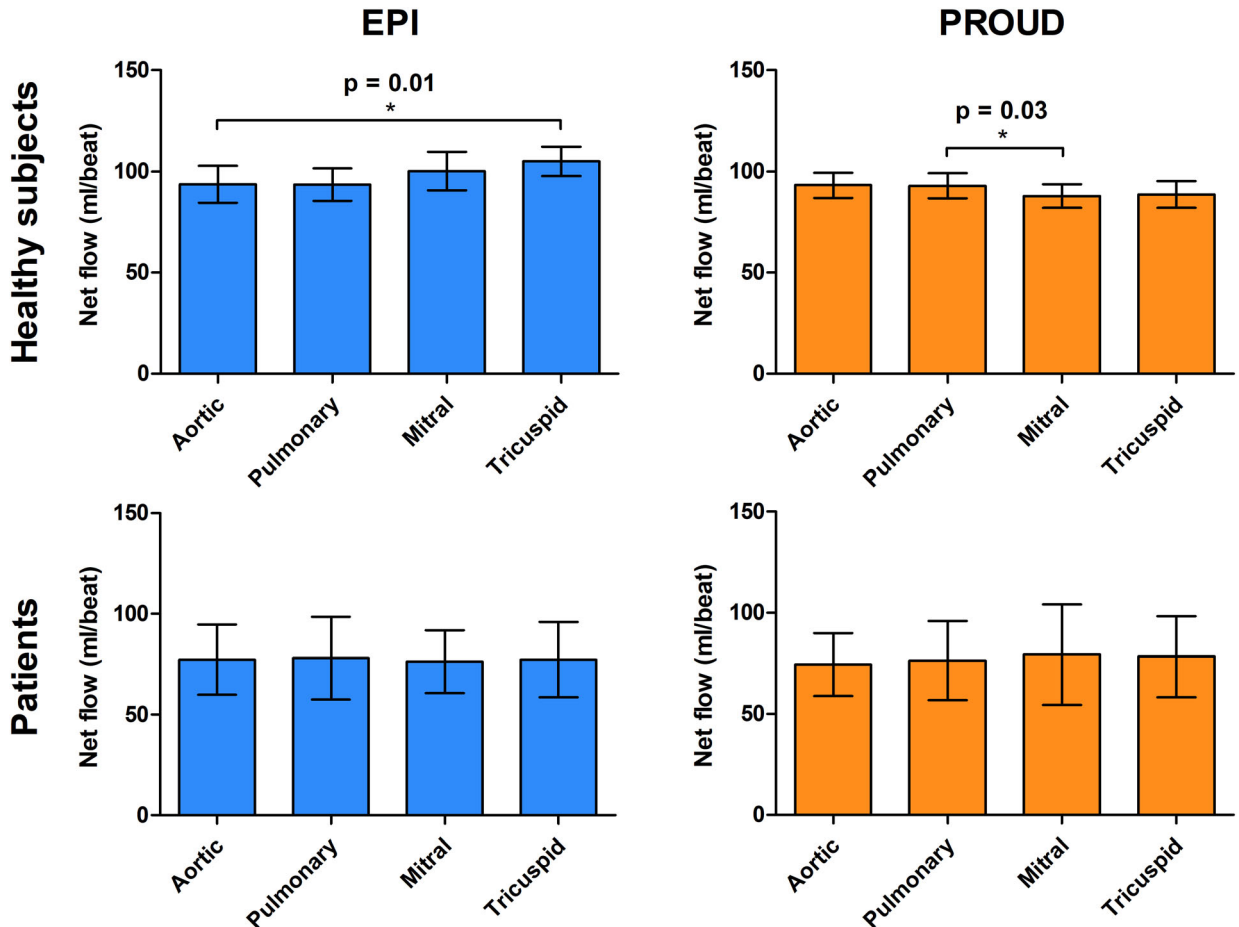 EPI
PROUD
Healthy subjects
Net flow (ml/beat)
150
100
50
0
p = 0.01
*
Aortic
Pulmonary
Mitral
Tricuspid
Net flow (ml/beat)
150
100
50
0
p = 0.03
*
Aortic
Pulmonary
Mitral
Tricuspid
Patients
Net flow (ml/beat)
150
100
50
0
Aortic
Pulmonary
Mitral
Tricuspid
Net flow (ml/beat)
150
100
50
0
Aortic
Pulmonary
Mitral
Tricuspid